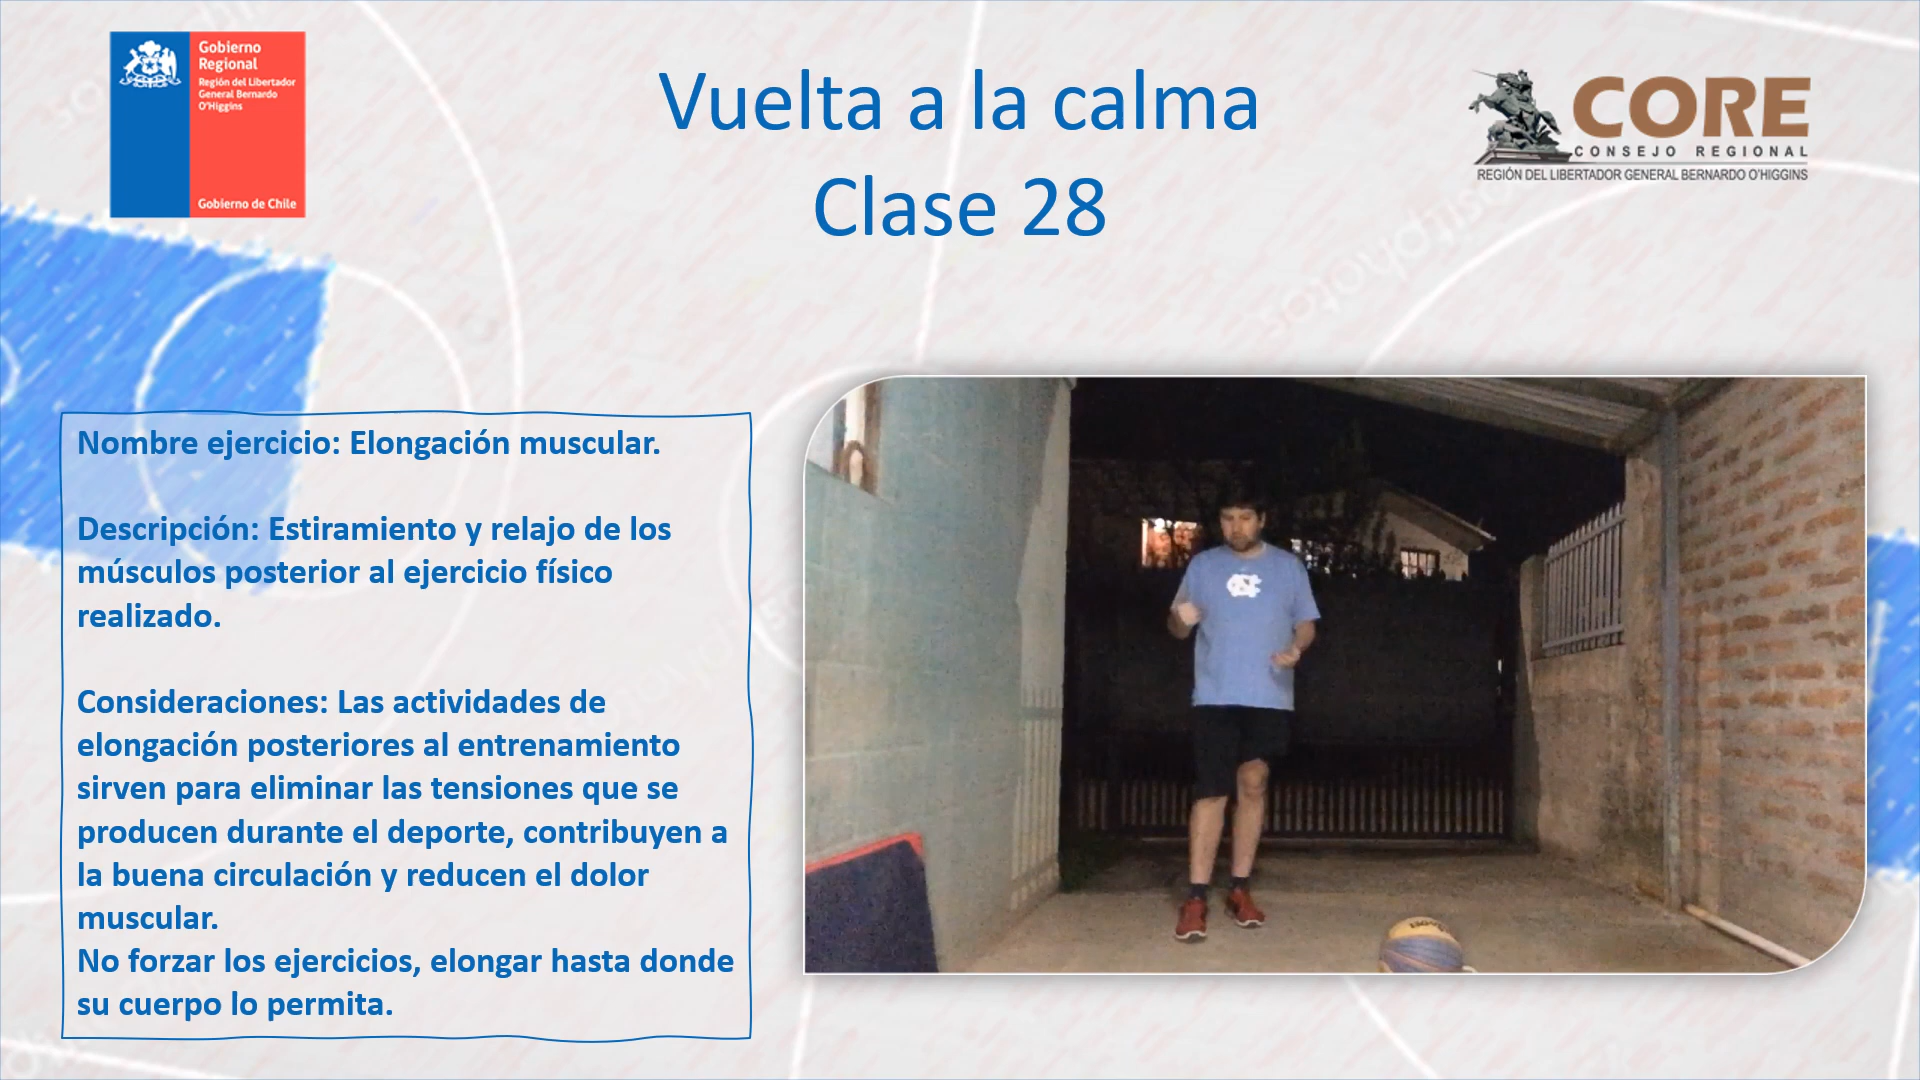 Gobierno
Regional
Región del Libertador
General Bernardo
O'Higgins
Gobierno de Chile
Vuelta a la calma
Clase 28
CORE
CONSEJO REGIONAL
REGIÓN DEL LIBERTADOR GENERAL BERNARDO O'HIGGINS
Nombre ejercicio: Elongación muscular.
Descripción: Estiramiento y relajo de los
músculos posterior al ejercicio físico
realizado.
Consideraciones: Las actividades de
elongación posteriores al entrenamiento
sirven para eliminar las tensiones que se
producen durante el deporte, contribuyen a
la buena circulación y reducen el dolor
muscular.
No forzar los ejercicios, elongar hasta donde
su cuerpo lo permita.
NC